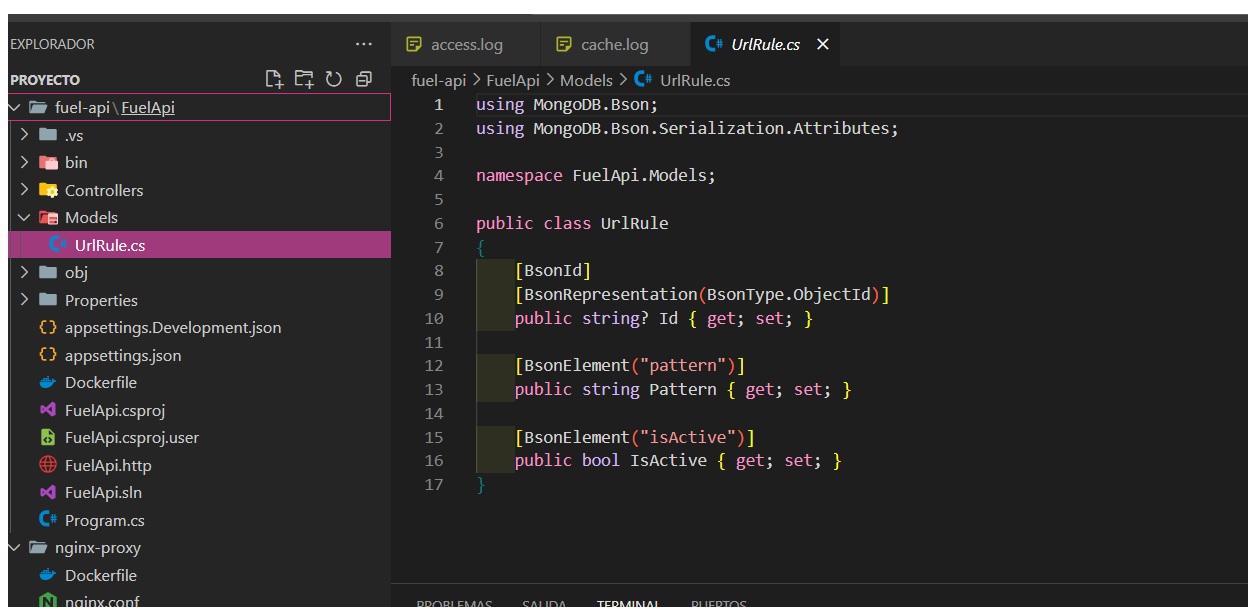 EXPLORADOR
...
PROYECTO
fuel-api\FuelApi
.vs
bin
Controllers
Models
C# UrlRule.cs
obj
Properties
{} appsettings.Development.json
{} appsettings.json
Dockerfile
FuelApi.csproj
FuelApi.csproj.user
FuelApi.http
FuelApi.sln
C# Program.cs
nginx-proxy
Dockerfile
N nginx.conf
access.log cache.log C# UrlRule.cs ×
fuel-api > FuelApi > Models > C# UrlRule.cs
1 using MongoDB.Bson;
2 using MongoDB.Bson.Serialization.Attributes;
3
4 namespace FuelApi.Models;
5
6 public class UrlRule
7 {
8     [BsonId]
9     [BsonRepresentation(BsonType.ObjectId)]
10     public string? Id { get; set; }
11
12     [BsonElement("pattern")]
13     public string Pattern { get; set; }
14
15     [BsonElement("isActive")]
16     public bool IsActive { get; set; }
17 }
PROBLEMAS SALIDA TERMINAL PUERTOS